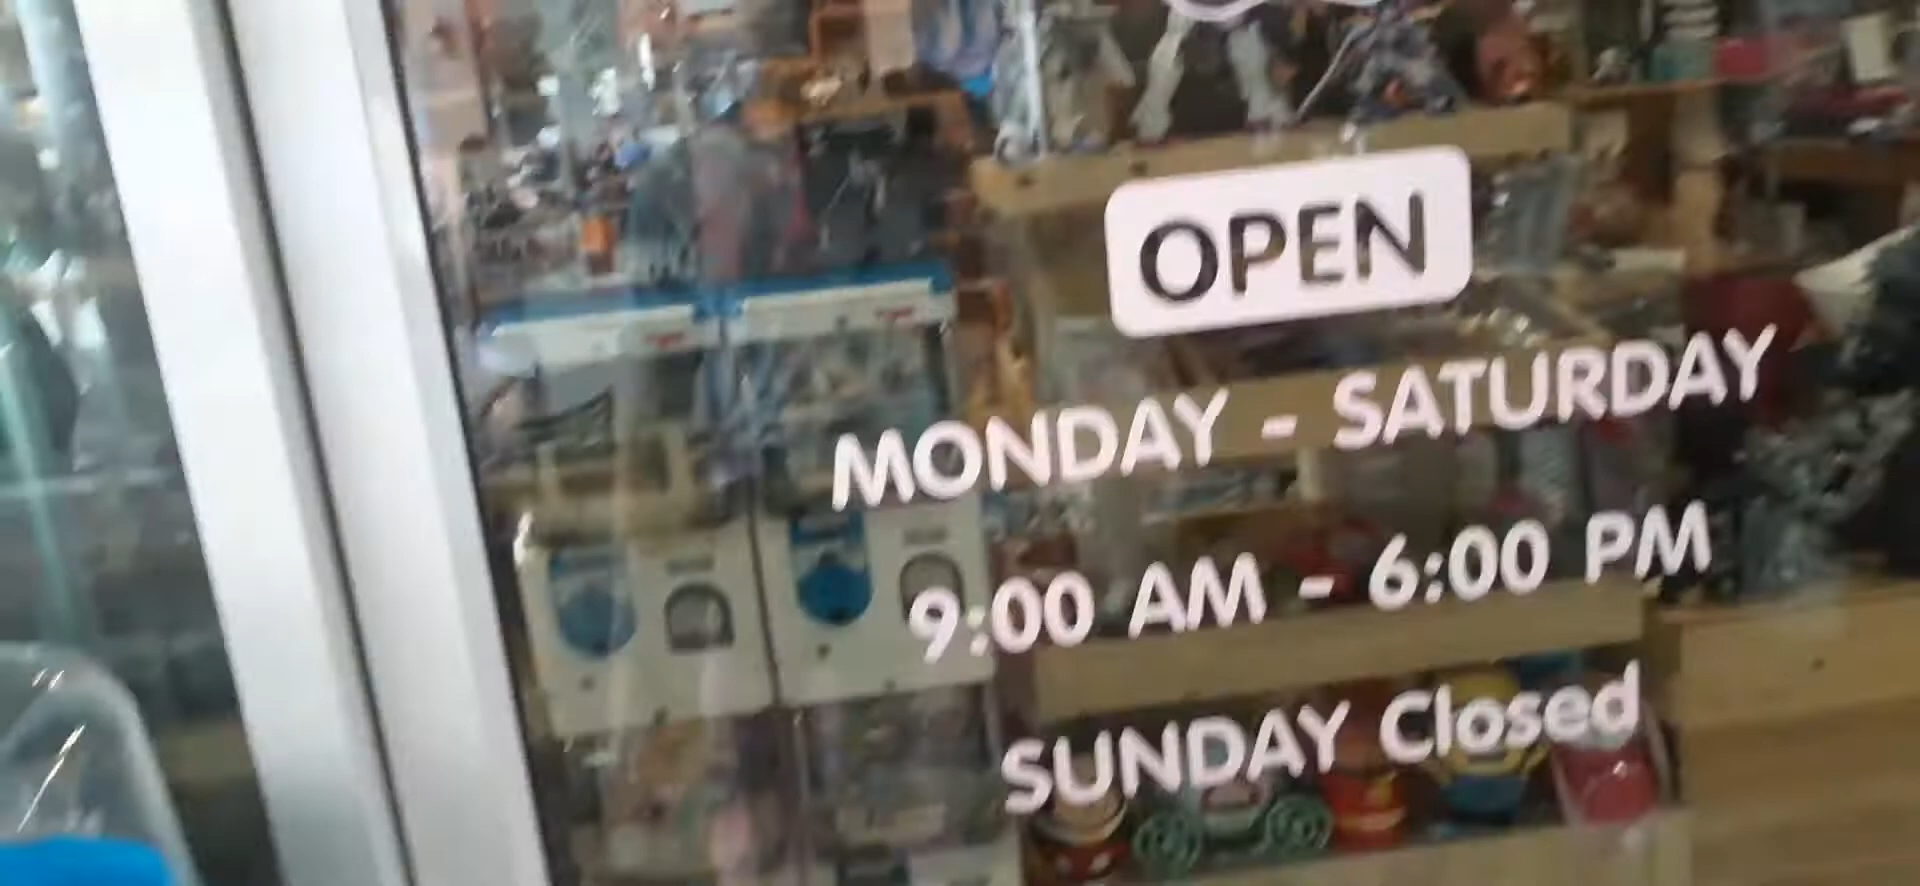 OPEN
MONDAY - SATURDAY
9:00 AM - 6:00 PM
SUNDAY Closed